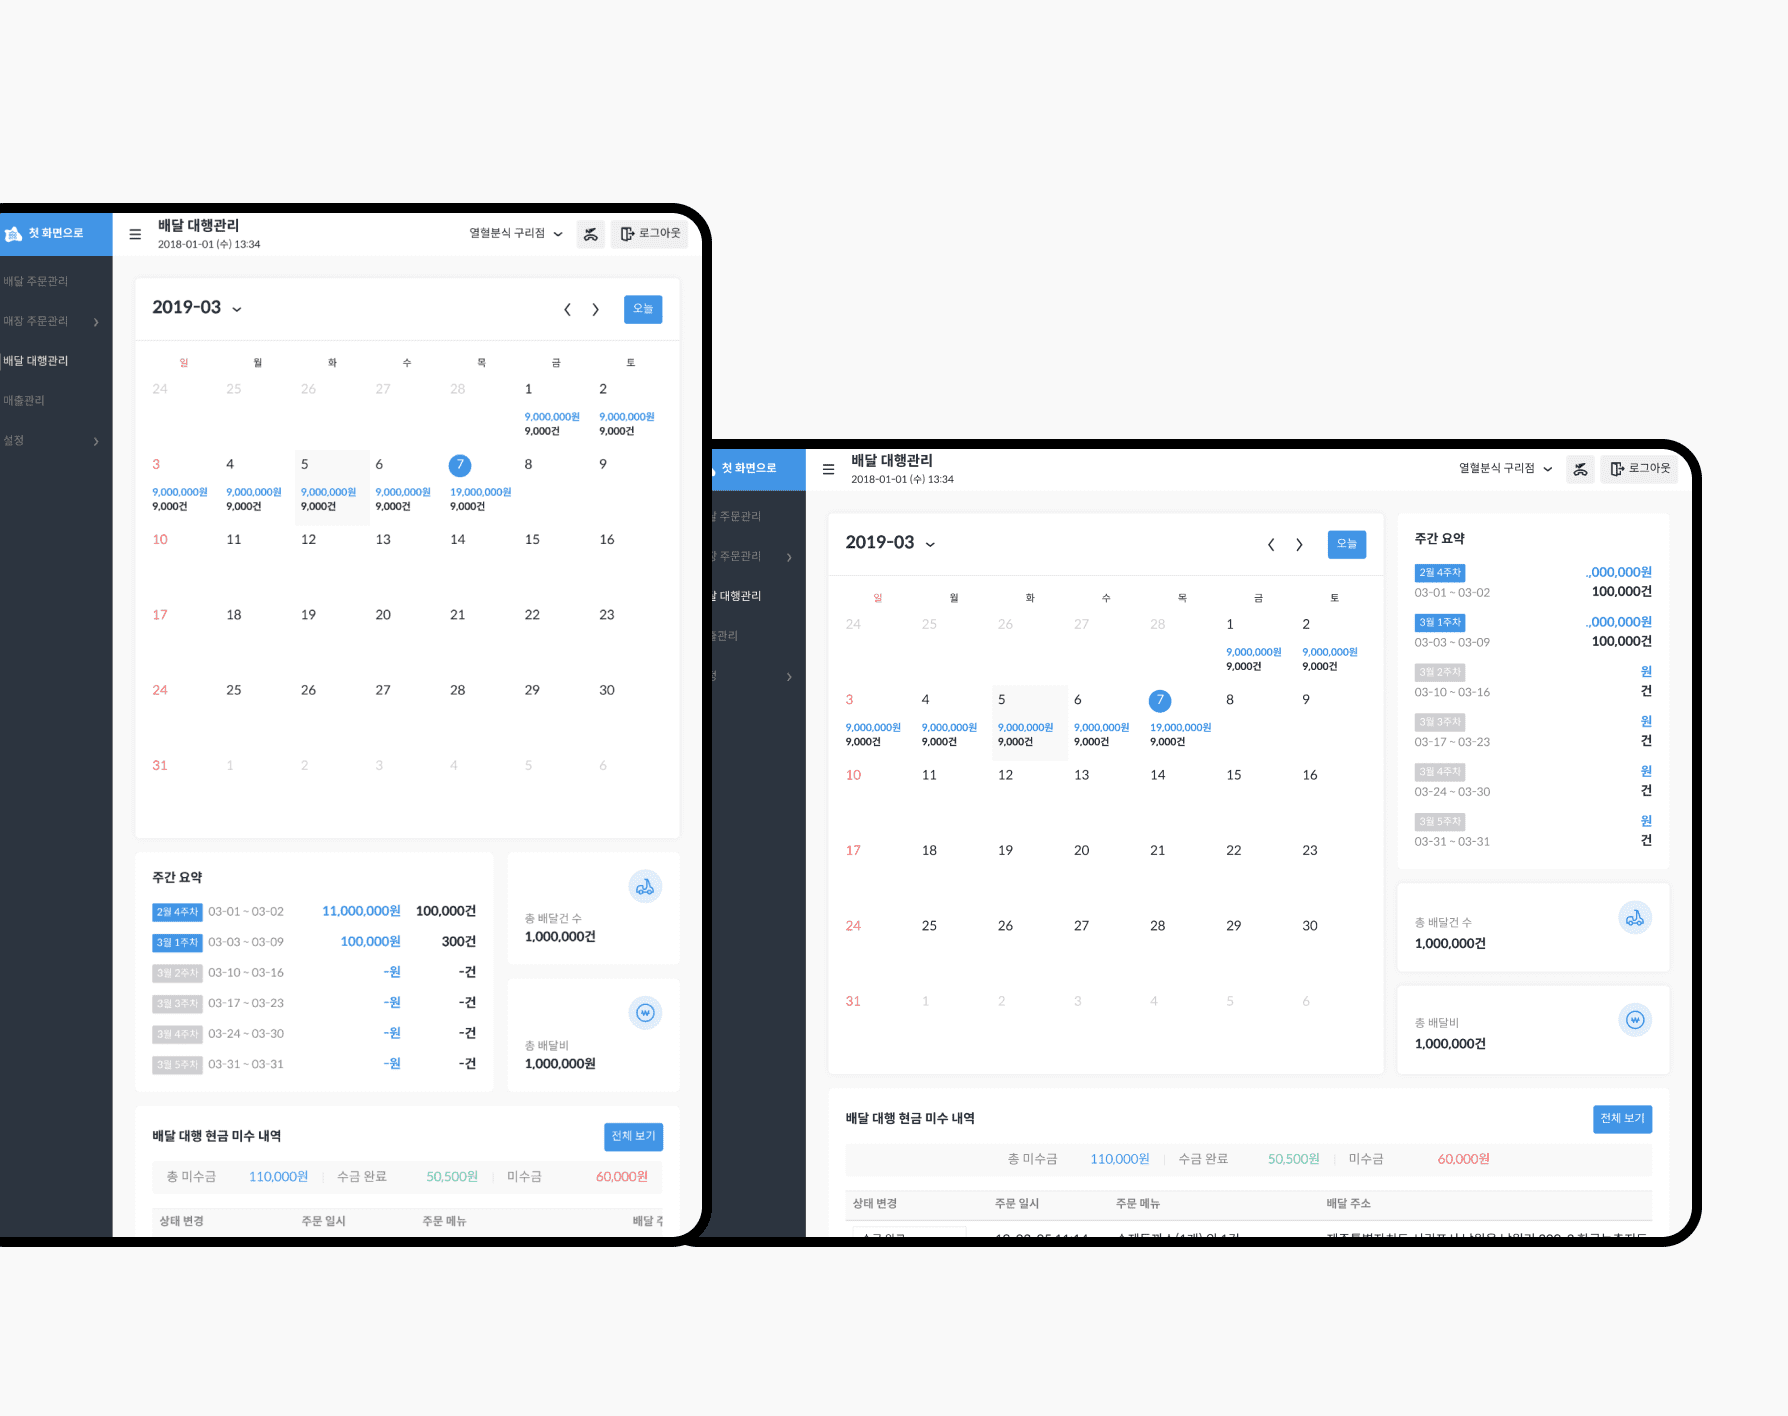 첫 화면으로
배달 주문관리
매장 주문관리
배달 대행관리
매출관리
설정
배달 대행관리
2018-01-01 (수) 13:34
열혈분식 구리점
로그아웃
2019-03
오늘
일 월 화 수 목 금 토
24 25 26 27 28 1 2
9,000,000원 9,000,000원
9,000건 9,000건
3 4 5 6 7 8 9
9,000,000원 9,000,000원 9,000,000원 9,000,000원 19,000,000원
9,000건 9,000건 9,000건 9,000건 9,000건
10 11 12 13 14 15 16
17 18 19 20 21 22 23
24 25 26 27 28 29 30
31 1 2 3 4 5 6
주간 요약
2월 4주차 03-01 ~ 03-02 11,000,000원 100,000건
3월 1주차 03-03 ~ 03-09 100,000원 300건
3월 2주차 03-10 ~ 03-16 -원 -건
3월 3주차 03-17 ~ 03-23 -원 -건
3월 4주차 03-24 ~ 03-30 -원 -건
3월 5주차 03-31 ~ 03-31 -원 -건
총 배달건 수
1,000,000건
총 배달비
1,000,000원
배달 대행 현금 미수 내역
전체 보기
총 미수금 110,000원 수금 완료 50,500원 미수금 60,000원
상태 변경 주문 일시 주문 메뉴 배달 주
첫 화면으로
주문관리
주문관리
대행관리
출관리
배달 대행관리
2018-01-01 (수) 13:34
열혈분식 구리점
로그아웃
2019-03
오늘
일 월 화 수 목 금 토
24 25 26 27 28 1 2
9,000,000원 9,000,000원
9,000건 9,000건
3 4 5 6 7 8 9
9,000,000원 9,000,000원 9,000,000원 9,000,000원 19,000,000원
9,000건 9,000건 9,000건 9,000건 9,000건
10 11 12 13 14 15 16
17 18 19 20 21 22 23
24 25 26 27 28 29 30
31 1 2 3 4 5 6
주간 요약
2월 4주차 .,000,000원
03-01 ~ 03-02 100,000건
3월 1주차 .,000,000원
03-03 ~ 03-09 100,000건
3월 2주차 원
03-10 ~ 03-16 건
3월 3주차 원
03-17 ~ 03-23 건
3월 4주차 원
03-24 ~ 03-30 건
3월 5주차 원
03-31 ~ 03-31 건
총 배달건 수
1,000,000건
총 배달비
1,000,000건
배달 대행 현금 미수 내역
전체 보기
총 미수금 110,000원 수금 완료 50,500원 미수금 60,000원
상태 변경 주문 일시 주문 메뉴 배달 주소